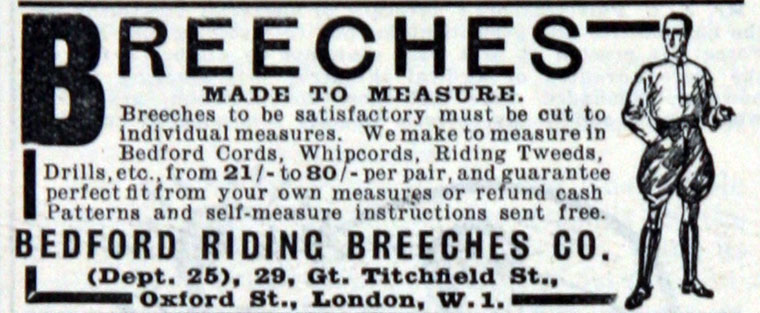 BREECHES
MADE TO MEASURE.
Breeches to be satisfactory must be cut to
individual measures. We make to measure in
Bedford Cords, Whipcords, Riding Tweeds,
Drills, etc., from 21/- to 80/- per pair, and guarantee
perfect fit from your own measures or refund cash
Patterns and self-measure instructions sent free.
BEDFORD RIDING BREECHES CO.
(Dept. 25), 29, Gt. Titchfield St.,
Oxford St., London, W.1.